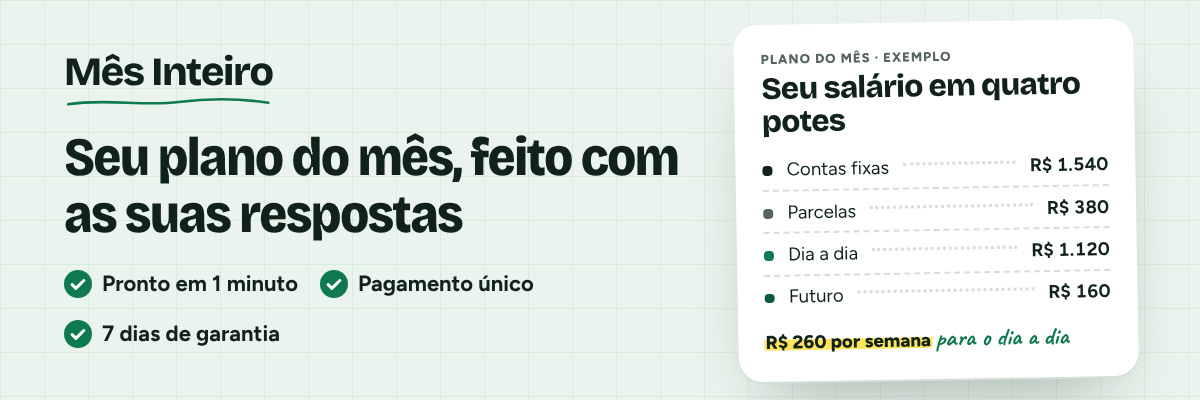 Mês Inteiro
Seu plano do mês, feito com
as suas respostas
Pronto em 1 minuto
Pagamento único
7 dias de garantia
PLANO DO MÊS · EXEMPLO
Seu salário em quatro
potes
Contas fixas R$ 1.540
Parcelas R$ 380
Dia a dia R$ 1.120
Futuro R$ 160
R$ 260 por semana para o dia a dia